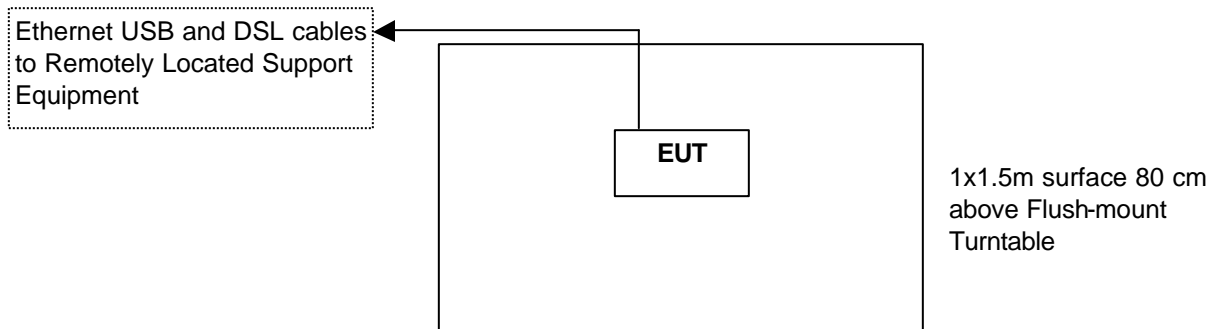 Ethernet USB and DSL cables
to Remotely Located Support
Equipment
EUT
1x1.5m surface 80 cm
above Flush-mount
Turntable